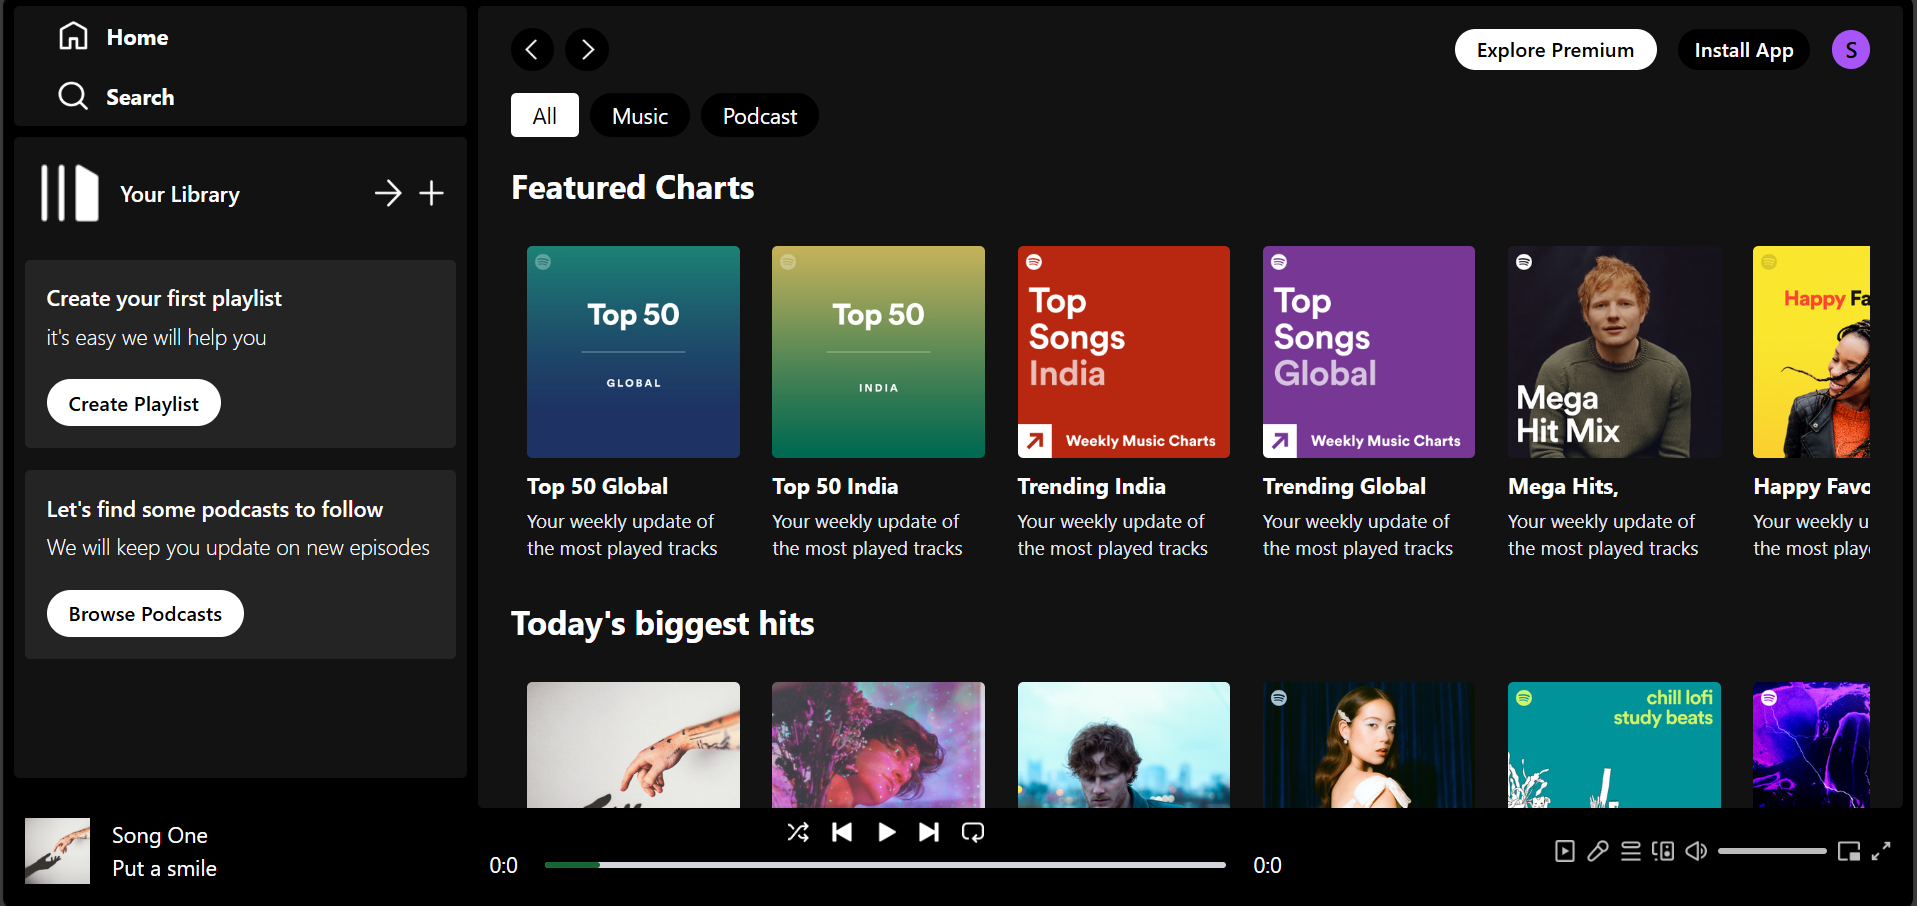 Home
Search
Your Library
Create your first playlist
it's easy we will help you
Create Playlist
Let's find some podcasts to follow
We will keep you update on new episodes
Browse Podcasts
Explore Premium
Install App
S
All
Music
Podcast
Featured Charts
Top 50
GLOBAL
Top 50 Global
Your weekly update of
the most played tracks
Top 50
INDIA
Top 50 India
Your weekly update of
the most played tracks
Top
Songs
India
Weekly Music Charts
Trending India
Your weekly update of
the most played tracks
Top
Songs
Global
Weekly Music Charts
Trending Global
Your weekly update of
the most played tracks
Mega
Hit Mix
Mega Hits,
Your weekly update of
the most played tracks
Happy Fa
Happy Favo
Your weekly u
the most play
Today's biggest hits
chill lofi
study beats
Song One
Put a smile
0:0
0:0